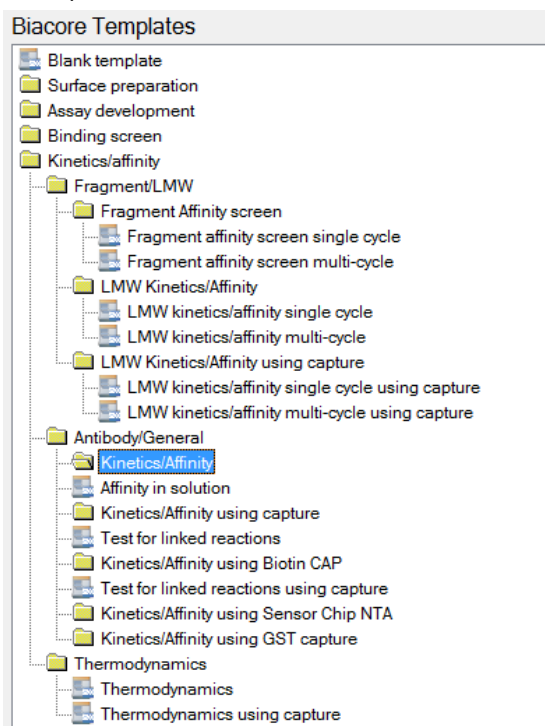 Biacore Templates
Blank template
Surface preparation
Assay development
Binding screen
Kinetics/affinity
Fragment/LMW
Fragment Affinity screen
Fragment affinity screen single cycle
Fragment affinity screen multi-cycle
LMW Kinetics/Affinity
LMW kinetics/affinity single cycle
LMW kinetics/affinity multi-cycle
LMW Kinetics/Affinity using capture
LMW kinetics/affinity single cycle using capture
LMW kinetics/affinity multi-cycle using capture
Antibody/General
Kinetics/Affinity
Affinity in solution
Kinetics/Affinity using capture
Test for linked reactions
Kinetics/Affinity using Biotin CAP
Test for linked reactions using capture
Kinetics/Affinity using Sensor Chip NTA
Kinetics/Affinity using GST capture
Thermodynamics
Thermodynamics
Thermodynamics using capture